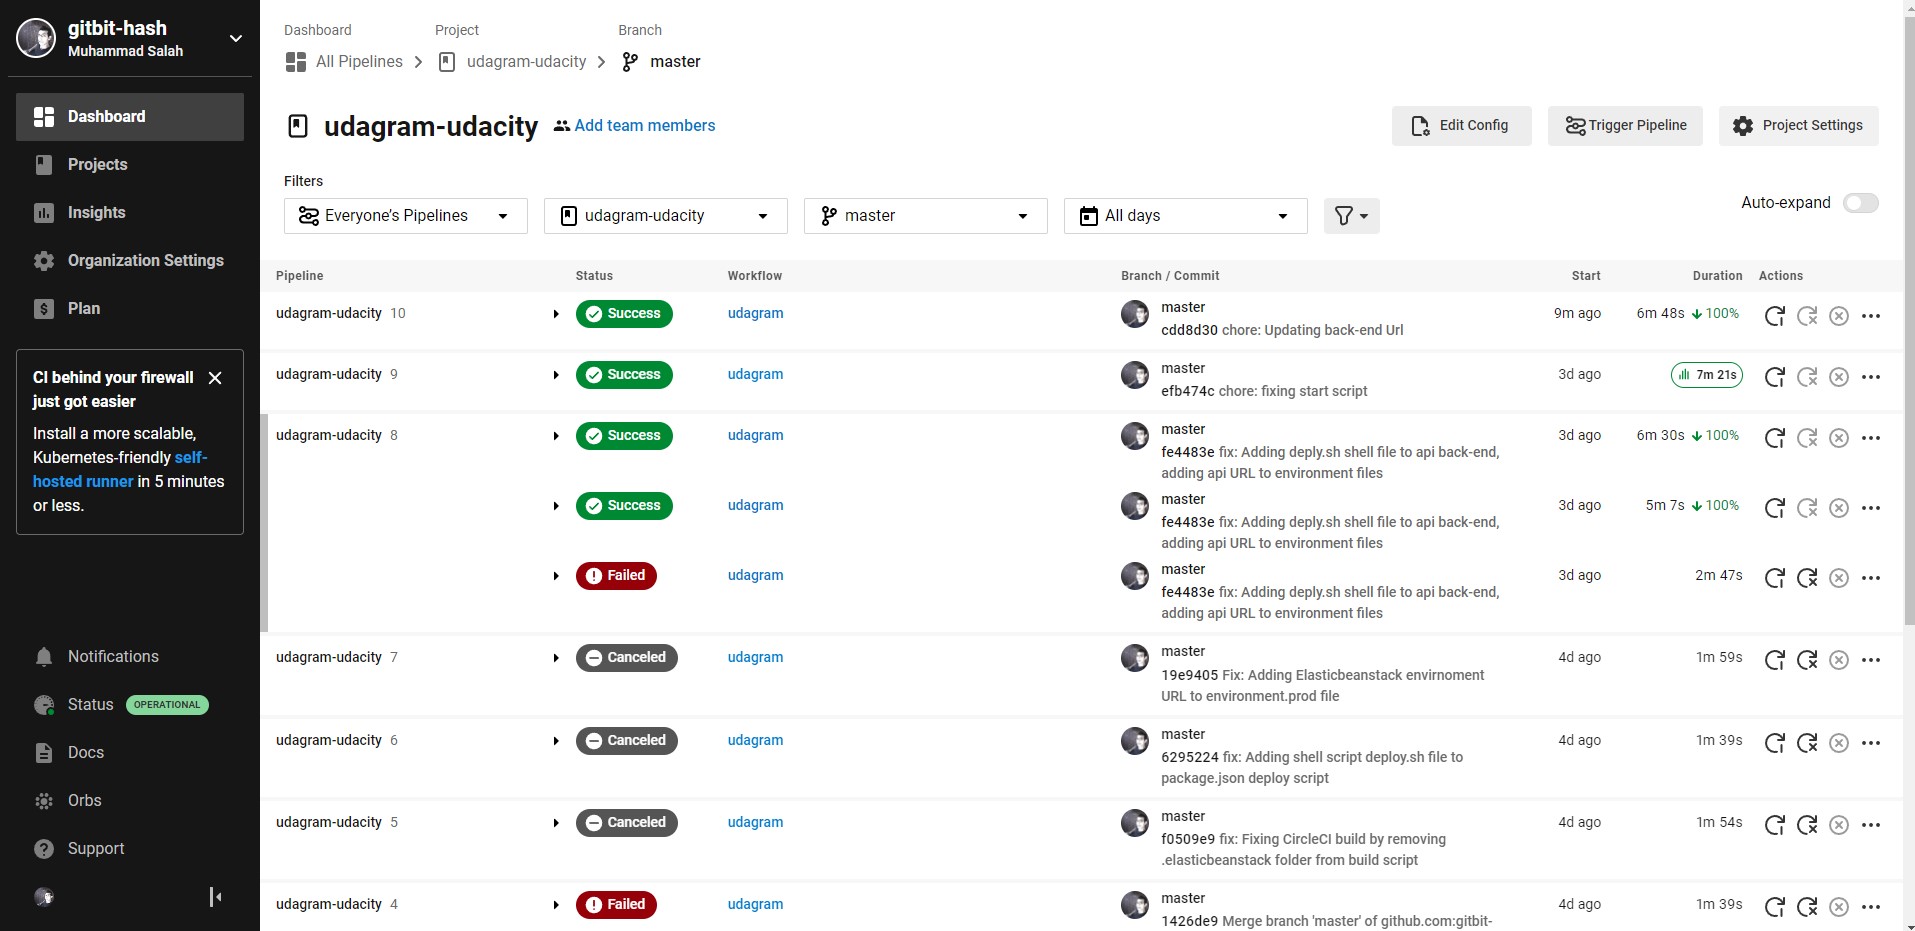 gitbit-hash
Muhammad Salah
Dashboard
Projects
Insights
Organization Settings
Plan
CI behind your firewall
just got easier
Install a more scalable,
Kubernetes-friendly self-
hosted runner in 5 minutes
or less.
Notifications
Status OPERATIONAL
Docs
Orbs
Support
Dashboard Project Branch
All Pipelines udagram-udacity master
udagram-udacity Add team members
Edit Config Trigger Pipeline Project Settings
Filters
Everyone’s Pipelines udagram-udacity master All days
Auto-expand
Pipeline Status Workflow Branch / Commit Start Duration Actions
udagram-udacity 10 Success udagram master 9m ago 6m 48s 100%
cdd8d30 chore: Updating back-end Url
udagram-udacity 9 Success udagram master 3d ago 7m 21s
efb474c chore: fixing start script
udagram-udacity 8 Success udagram master 3d ago 6m 30s 100%
fe4483e fix: Adding deply.sh shell file to api back-end,
adding api URL to environment files
Success udagram master 3d ago 5m 7s 100%
fe4483e fix: Adding deply.sh shell file to api back-end,
adding api URL to environment files
Failed udagram master 3d ago 2m 47s
fe4483e fix: Adding deply.sh shell file to api back-end,
adding api URL to environment files
udagram-udacity 7 Canceled udagram master 4d ago 1m 59s
19e9405 Fix: Adding Elasticbeanstack envirnoment
URL to environment.prod file
udagram-udacity 6 Canceled udagram master 4d ago 1m 39s
6295224 fix: Adding shell script deploy.sh file to
package.json deploy script
udagram-udacity 5 Canceled udagram master 4d ago 1m 54s
f0509e9 fix: Fixing CircleCI build by removing
.elasticbeanstack folder from build script
udagram-udacity 4 Failed udagram master 4d ago 1m 39s
1426de9 Merge branch 'master' of github.com:gitbit-